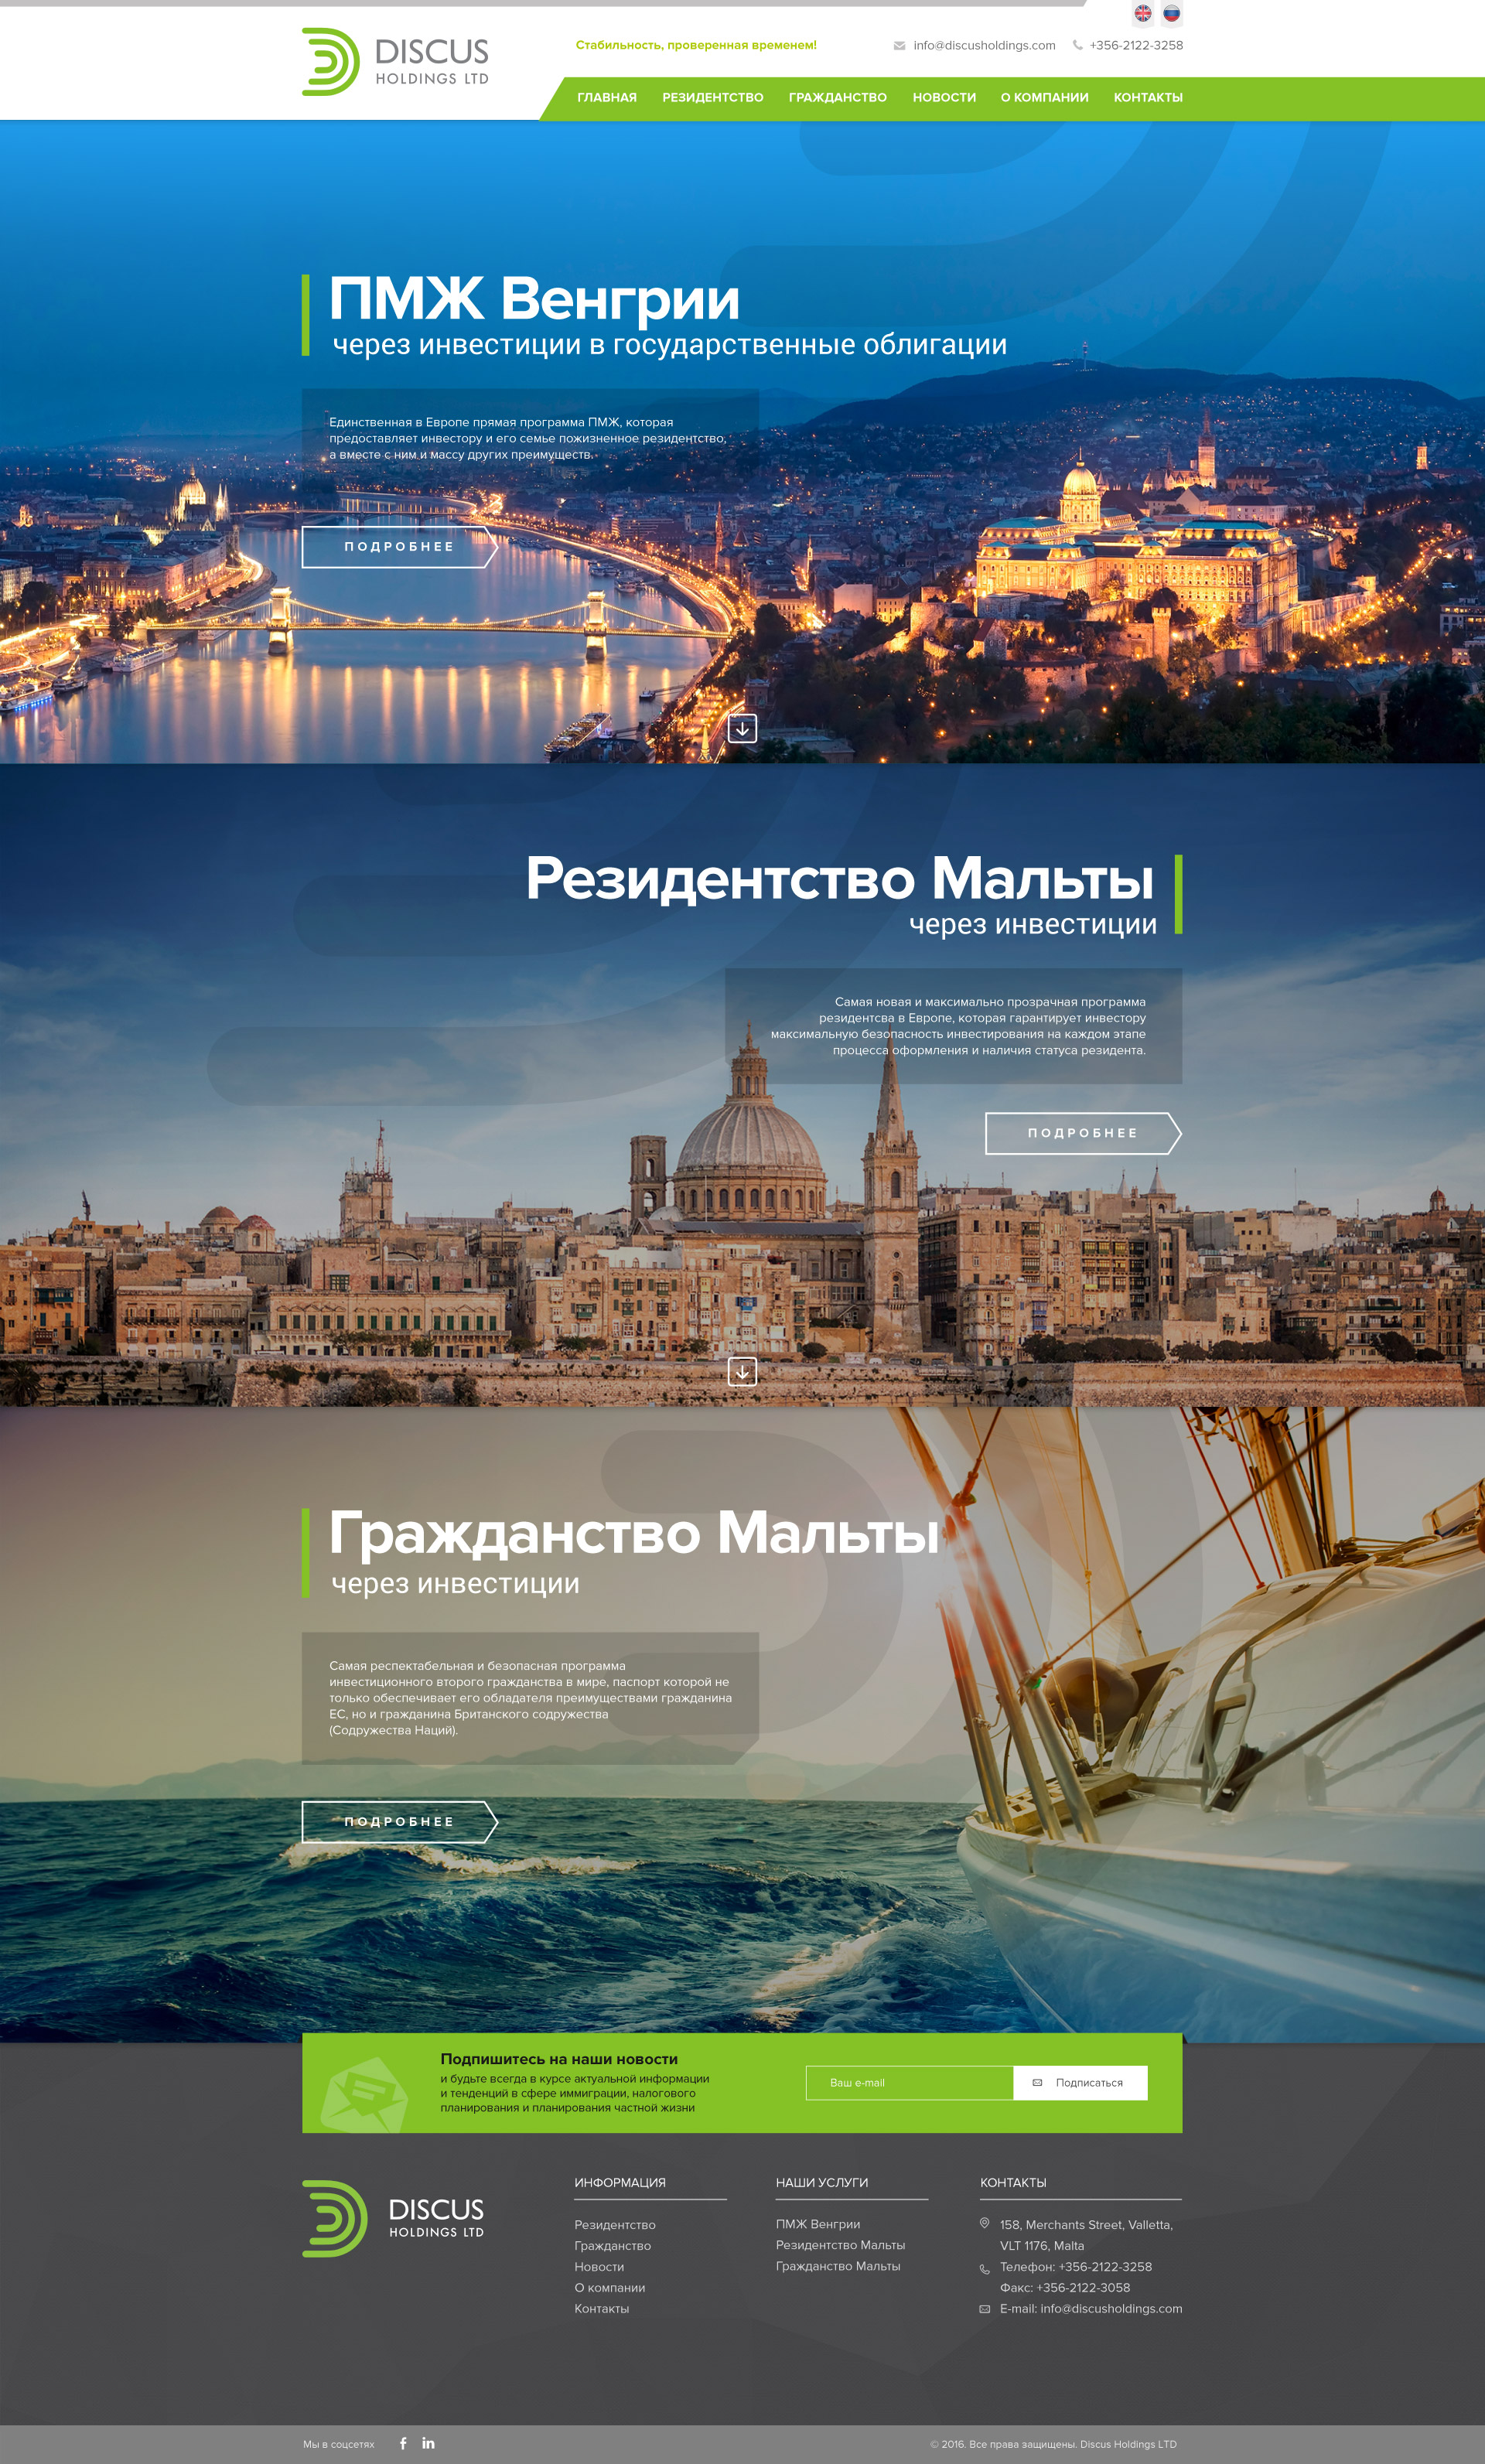 DISCUS
HOLDINGS LTD
Стабильность, проверенная временем!
info@discusholdings.com
+356-2122-3258
ГЛАВНАЯ РЕЗИДЕНТСТВО ГРАЖДАНСТВО НОВОСТИ О КОМПАНИИ КОНТАКТЫ
ПМЖ Венгрии
через инвестиции в государственные облигации
Единственная в Европе прямая программа ПМЖ, которая
предоставляет инвестору и его семье пожизненное резидентство,
а вместе с ним и массу других преимуществ.
ПОДРОБНЕЕ
Резидентство Мальты
через инвестиции
Самая новая и максимально прозрачная программа
резидентсва в Европе, которая гарантирует инвестору
максимальную безопасность инвестирования на каждом этапе
процесса оформления и наличия статуса резидента.
ПОДРОБНЕЕ
Гражданство Мальты
через инвестиции
Самая респектабельная и безопасная программа
инвестиционного второго гражданства в мире, паспорт которой не
только обеспечивает его обладателя преимуществами гражданина
ЕС, но и гражданина Британского содружества
(Содружества Наций).
ПОДРОБНЕЕ
Подпишитесь на наши новости
и будьте всегда в курсе актуальной информации
и тенденций в сфере иммиграции, налогового
планирования и планирования частной жизни
Ваш e-mail
Подписаться
DISCUS
HOLDINGS LTD
ИНФОРМАЦИЯ
Резидентство
Гражданство
Новости
О компании
Контакты
НАШИ УСЛУГИ
ПМЖ Венгрии
Резидентство Мальты
Гражданство Мальты
КОНТАКТЫ
158, Merchants Street, Valletta,
VLT 1176, Malta
Телефон: +356-2122-3258
Факс: +356-2122-3058
E-mail: info@discusholdings.com
Мы в соцсетях
f
in
© 2016. Все права защищены. Discus Holdings LTD